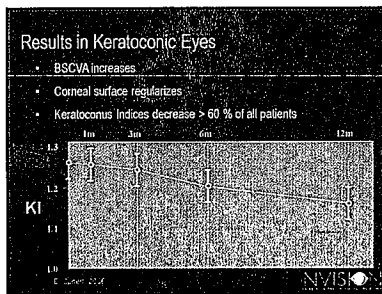 Results in Keratoconic Eyes
▪ BSCVA increases
▪ Corneal surface regularizes
▪ Keratoconus Indices decrease > 60 % of all patients
1m 3m 6m 12m
1.3
1.2
KI
1.1
1.0
NVISION